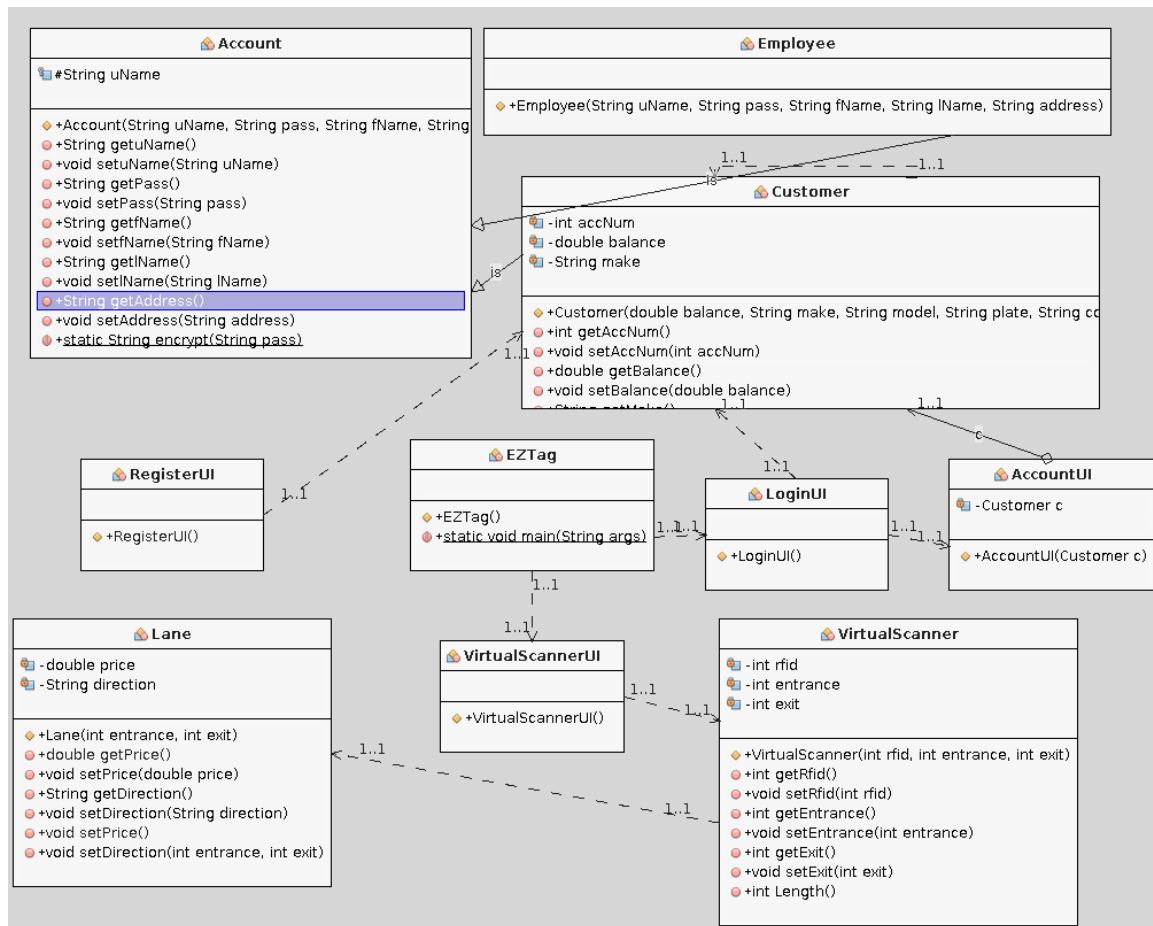 Account
#String uName
+Account(String uName, String pass, String fName, String
+String getuName()
+void setuName(String uName)
+String getPass()
+void setPass(String pass)
+String getfName()
+void setfName(String fName)
+String getlName()
+void setlName(String lName)
+String getAddress()
+void setAddress(String address)
+static String encrypt(String pass)
Employee
+Employee(String uName, String pass, String fName, String lName, String address)
is
1..1
1..1
Customer
-int accNum
-double balance
-String make
+Customer(double balance, String make, String model, String plate, String co
+int getAccNum()
+void setAccNum(int accNum)
+double getBalance()
+void setBalance(double balance)
+String getMake()
is
1..1
1..1
1..1
1..1
1..1
c
RegisterUI
+RegisterUI()
EZTag
+EZTag()
+static void main(String args)
1..1
1..1
LoginUI
+LoginUI()
1..1
1..1
AccountUI
-Customer c
+AccountUI(Customer c)
1..1
1..1
Lane
-double price
-String direction
+Lane(int entrance, int exit)
+double getPrice()
+void setPrice(double price)
+String getDirection()
+void setDirection(String direction)
+void setPrice()
+void setDirection(int entrance, int exit)
VirtualScannerUI
+VirtualScannerUI()
1..1
1..1
1..1
1..1
VirtualScanner
-int rfid
-int entrance
-int exit
+VirtualScanner(int rfid, int entrance, int exit)
+int getRfid()
+void setRfid(int rfid)
+int getEntrance()
+void setEntrance(int entrance)
+int getExit()
+void setExit(int exit)
+int Length()